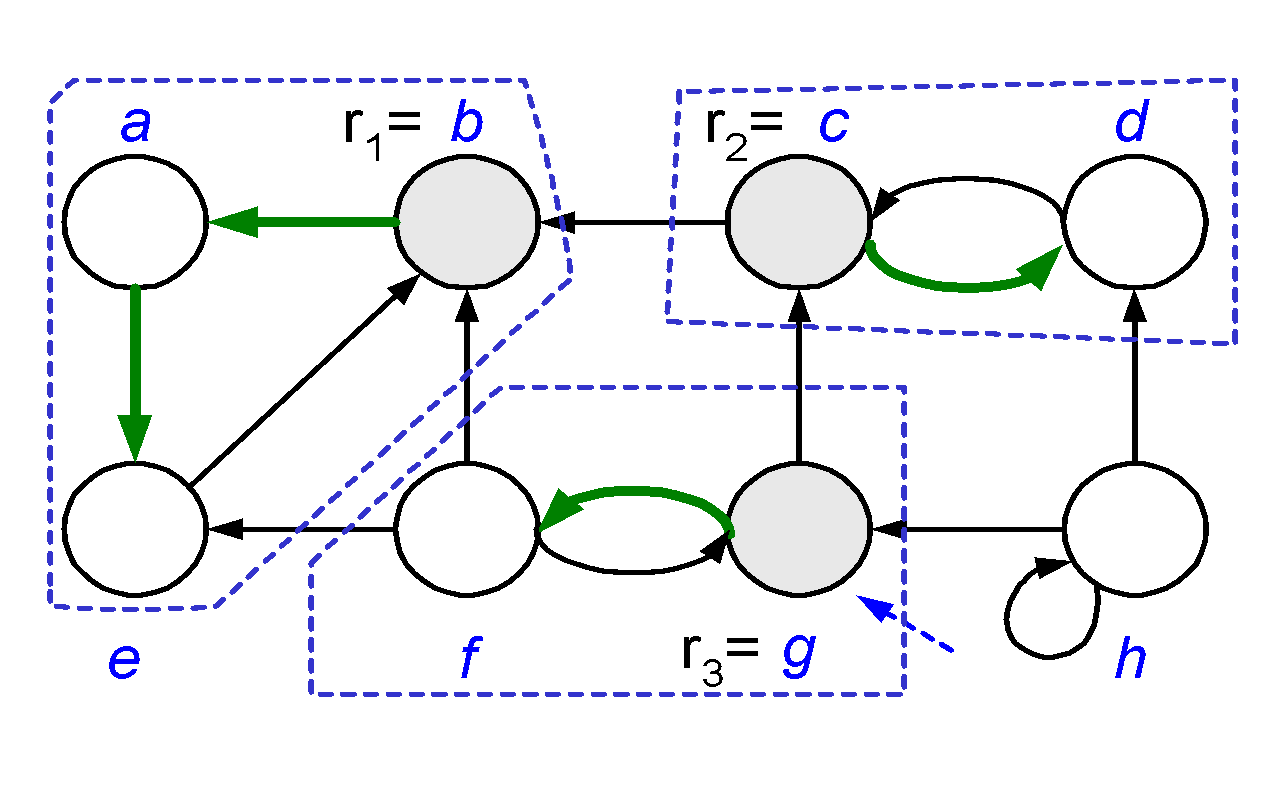 a r1= b r2= c d
e f r3= g h